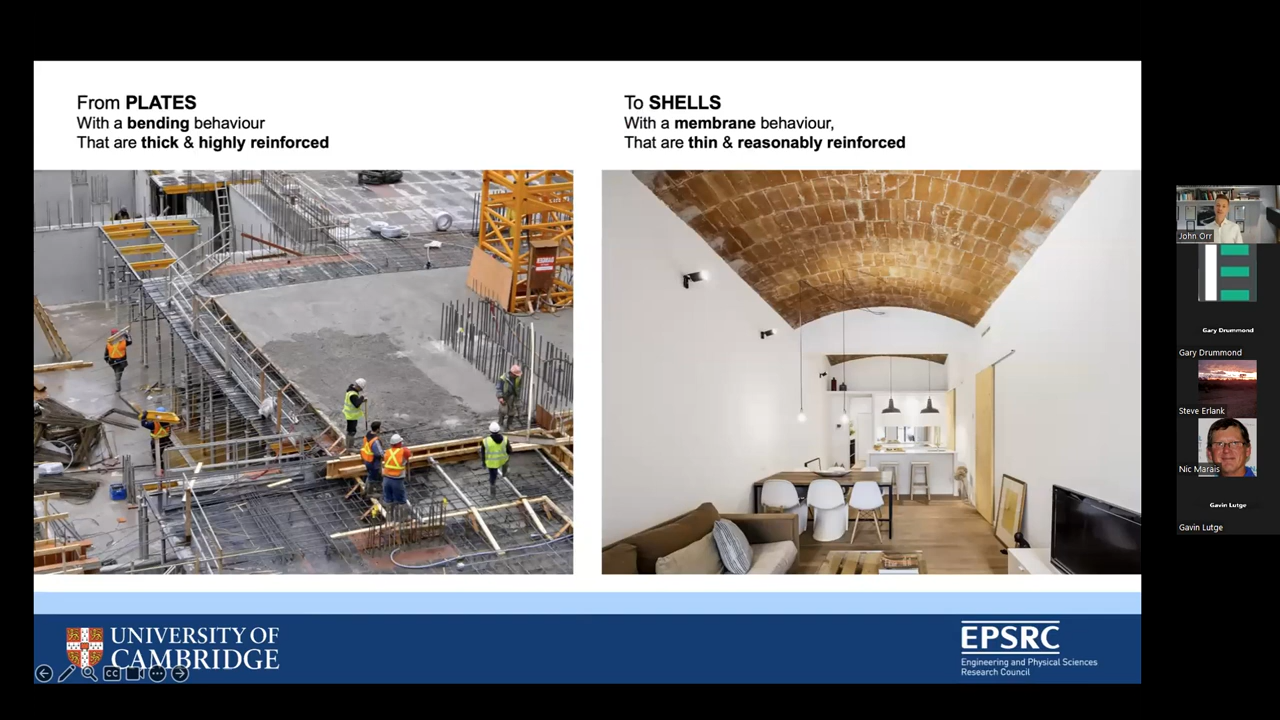 From PLATES
With a bending behaviour
That are thick & highly reinforced
To SHELLS
With a membrane behaviour,
That are thin & reasonably reinforced
UNIVERSITY OF
CAMBRIDGE
CC
EPSRC
Engineering and Physical Sciences
Research Council
John Orr
Gary Drummond
Gary Drummond
Steve Erlank
Nic Marais
Gavin Lutge
Gavin Lutge